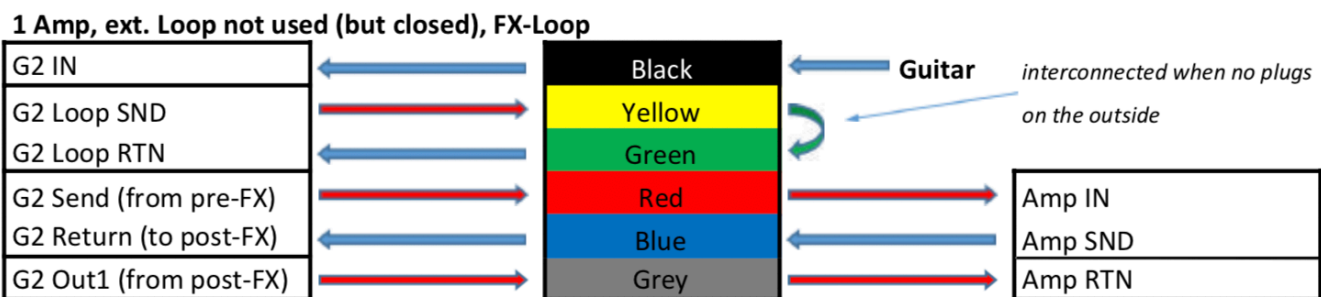 1 Amp, ext. Loop not used (but closed), FX-Loop
G2 IN
Black
Guitar
interconnected when no plugs
on the outside
G2 Loop SND
Yellow
G2 Loop RTN
Green
G2 Send (from pre-FX)
Red
Amp IN
G2 Return (to post-FX)
Blue
Amp SND
G2 Out1 (from post-FX)
Grey
Amp RTN